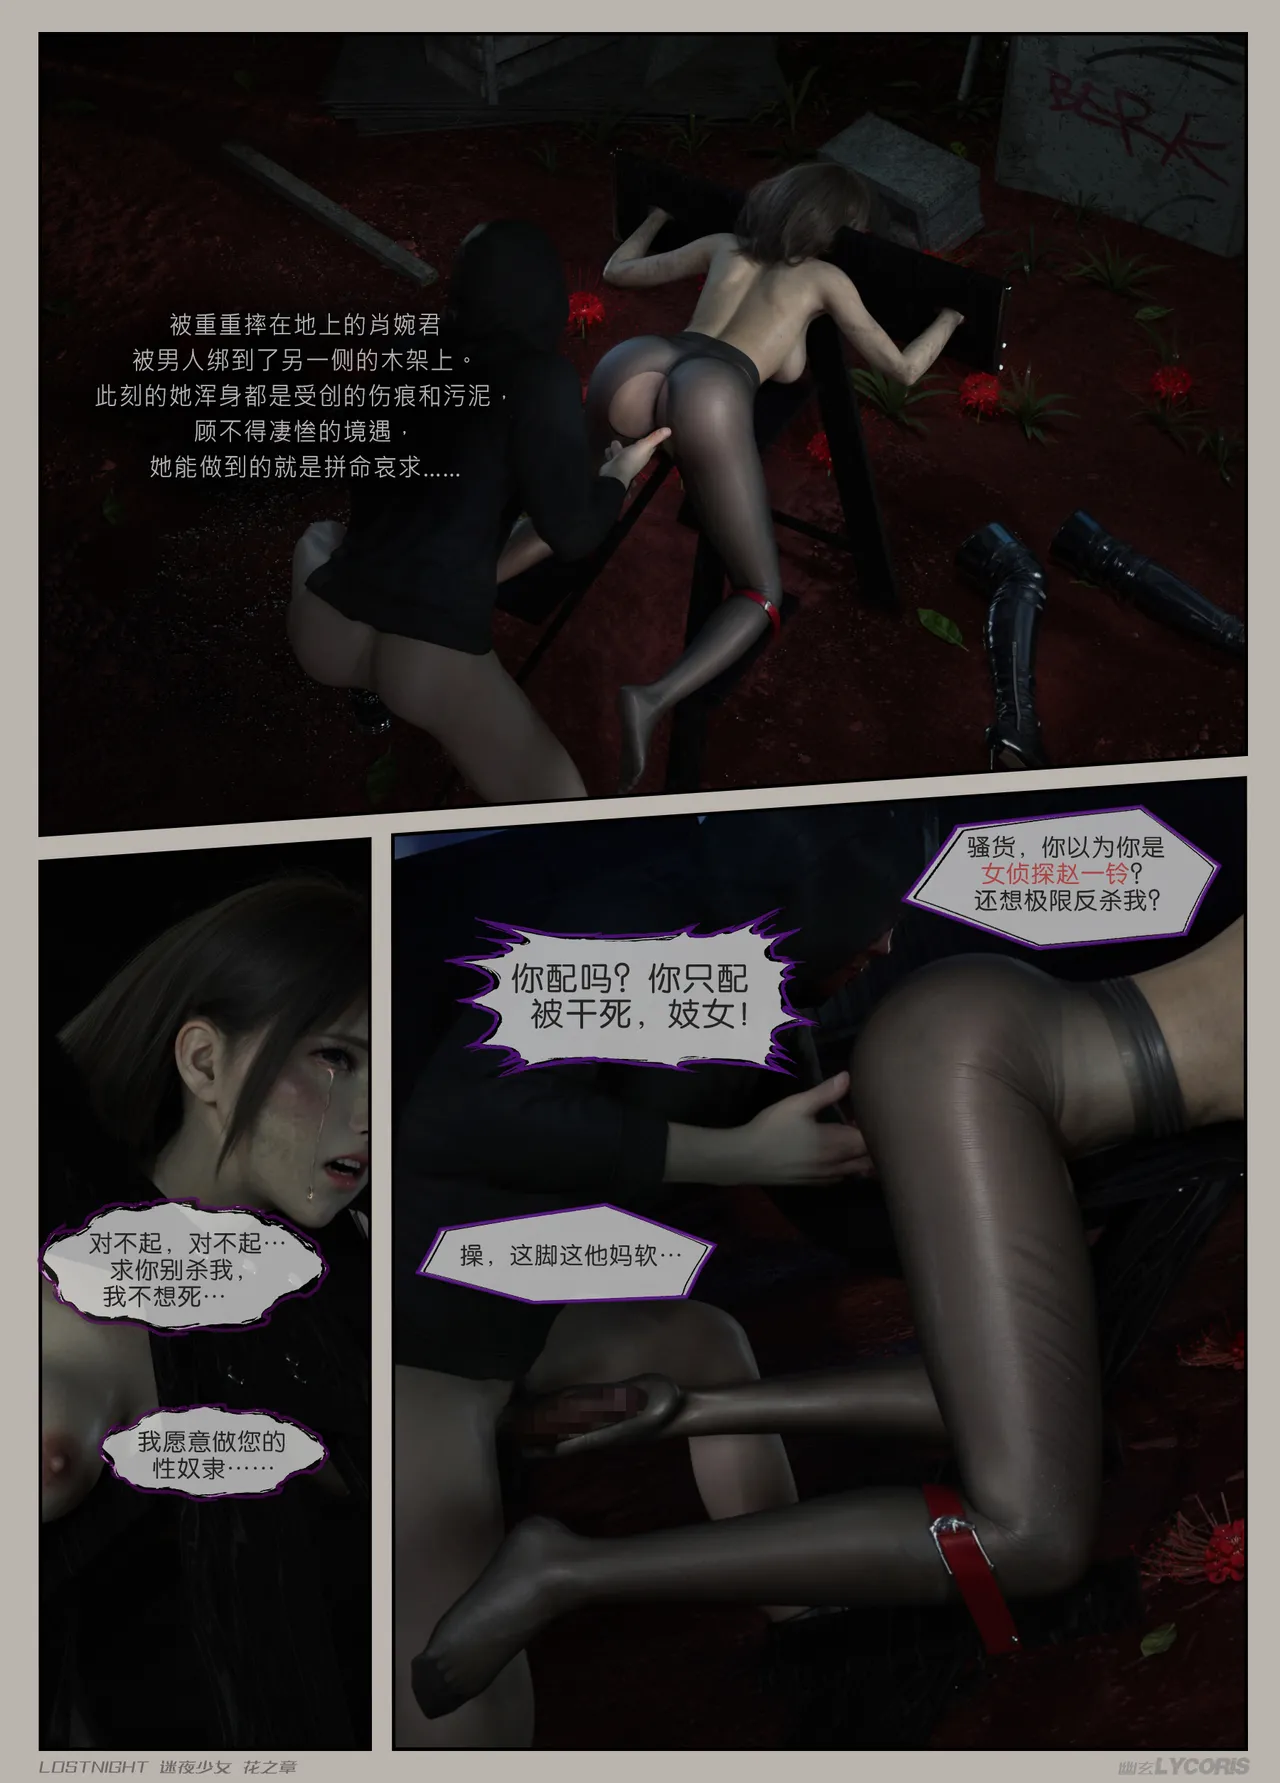 BERK
被重重摔在地上的肖婉君
被男人绑到了另一侧的木架上。
此刻的她浑身都是受创的伤痕和污泥，
顾不得凄惨的境遇，
她能做到的就是拼命哀求……
骚货，你以为你是
女侦探赵一铃？
还想极限反杀我？
你配吗？你只配
被干死，妓女！
对不起，对不起…
求你别杀我，
我不想死…
我愿意做您的
性奴隶……
操，这脚这他妈软…
LOSTNIGHT 迷夜少女 花之章
幽玄LYCORIS